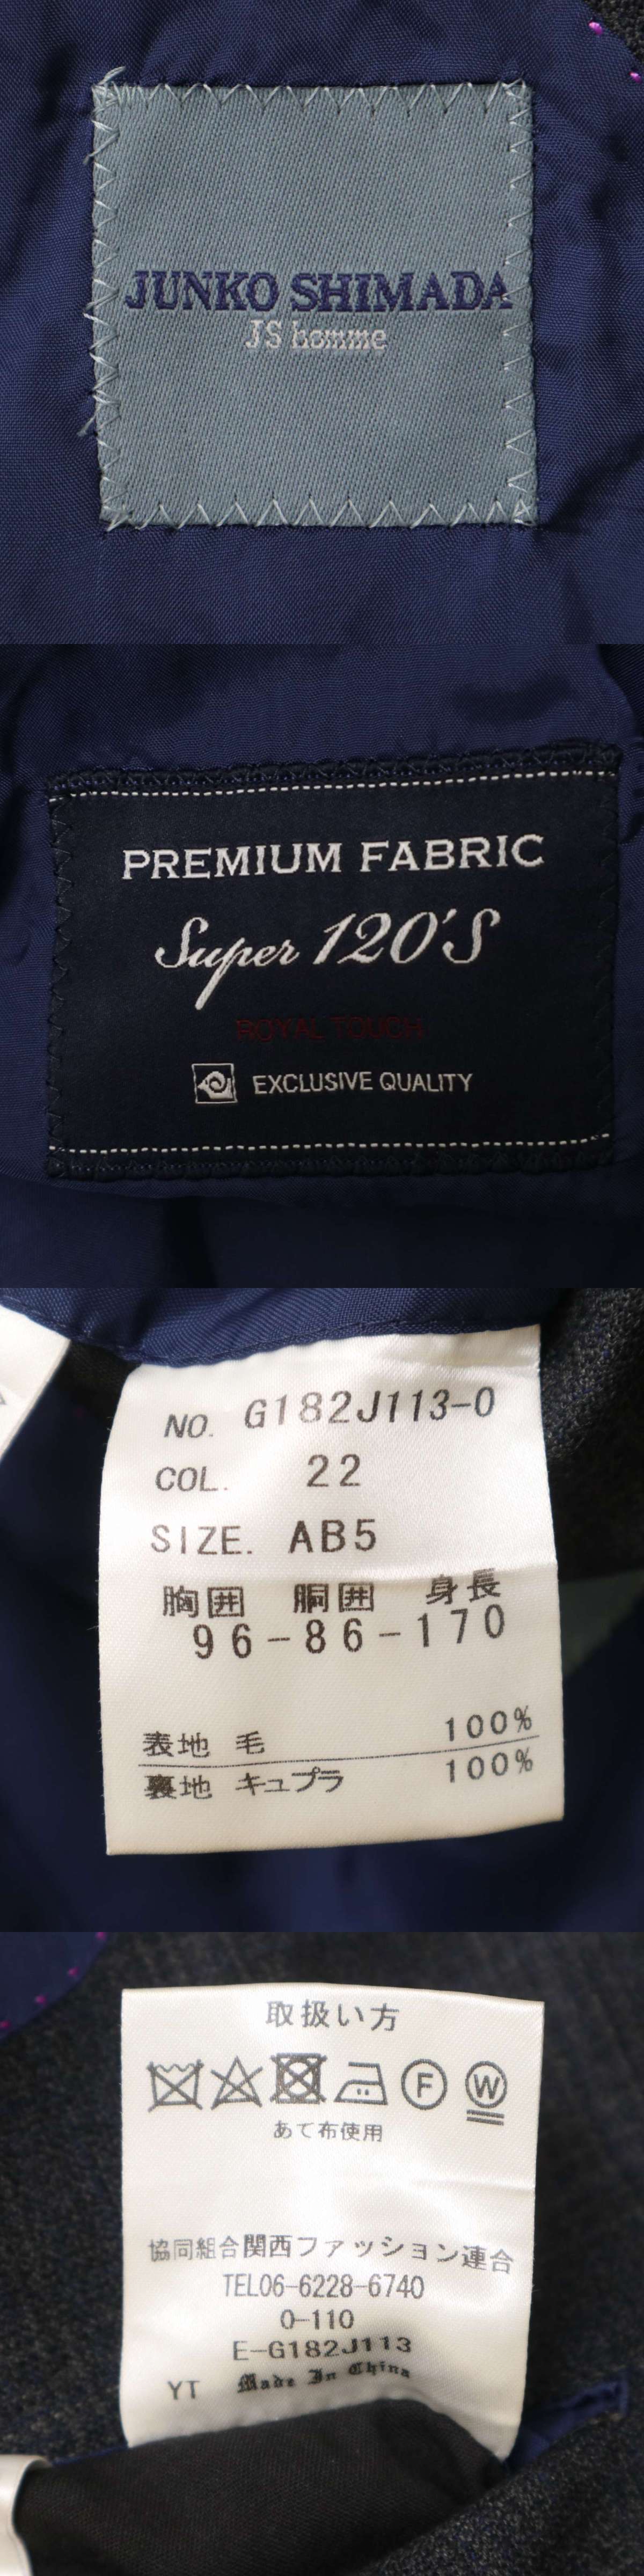 JUNKO SHIMADA
JS homme
PREMIUM FABRIC
Super 120'S
ROYAL TOUCH
EXCLUSIVE QUALITY
NO. G182J113-0
COL. 22
SIZE. AB5
胸囲 胴囲 身長
96-86-170
表地 毛 100%
裏地 キュプラ 100%
取扱い方
F W
あて布使用
協同組合関西ファッション連合
TEL06-6228-6740
0-110
E-G182J113
YT Made In China